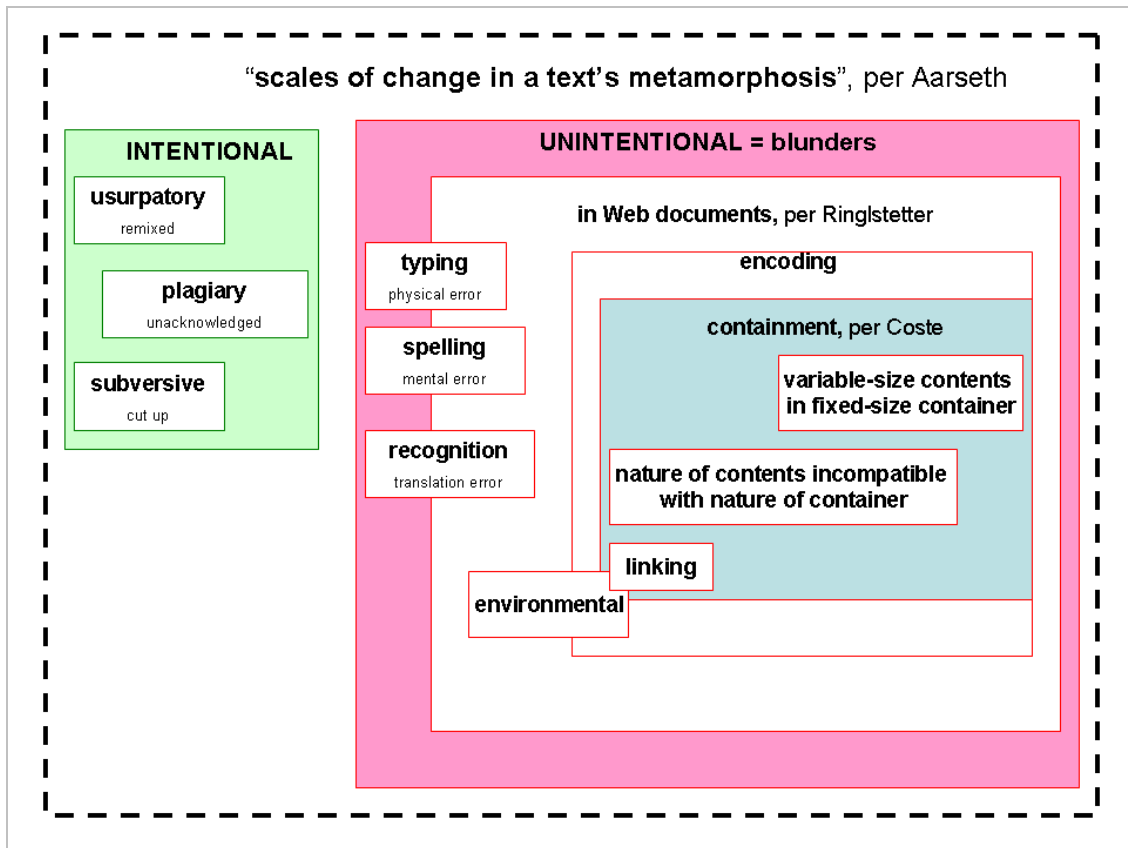 “scales of change in a text’s metamorphosis”, per Aarseth
INTENTIONAL
usurpatory
remixed
plagiary
unacknowledged
subversive
cut up
UNINTENTIONAL = blunders
in Web documents, per Ringlstetter
typing
physical error
spelling
mental error
recognition
translation error
encoding
containment, per Coste
variable-size contents
in fixed-size container
nature of contents incompatible
with nature of container
linking
environmental